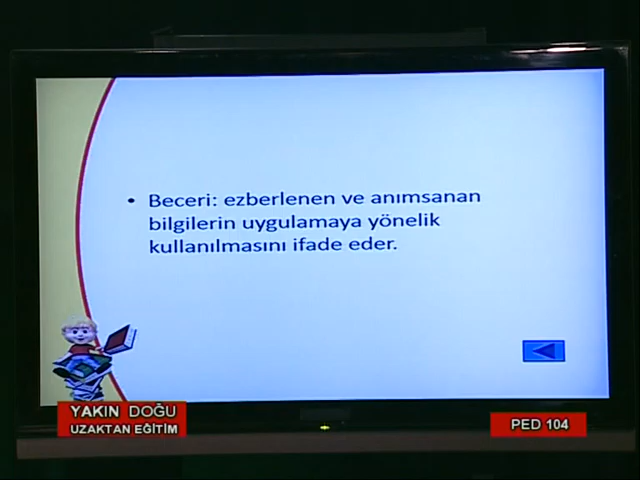 • Beceri: ezberlenen ve anımsanan
bilgilerin uygulamaya yönelik
kullanılmasını ifade eder.
YAKIN DOĞU
UZAKTAN EĞİTİM
PED 104